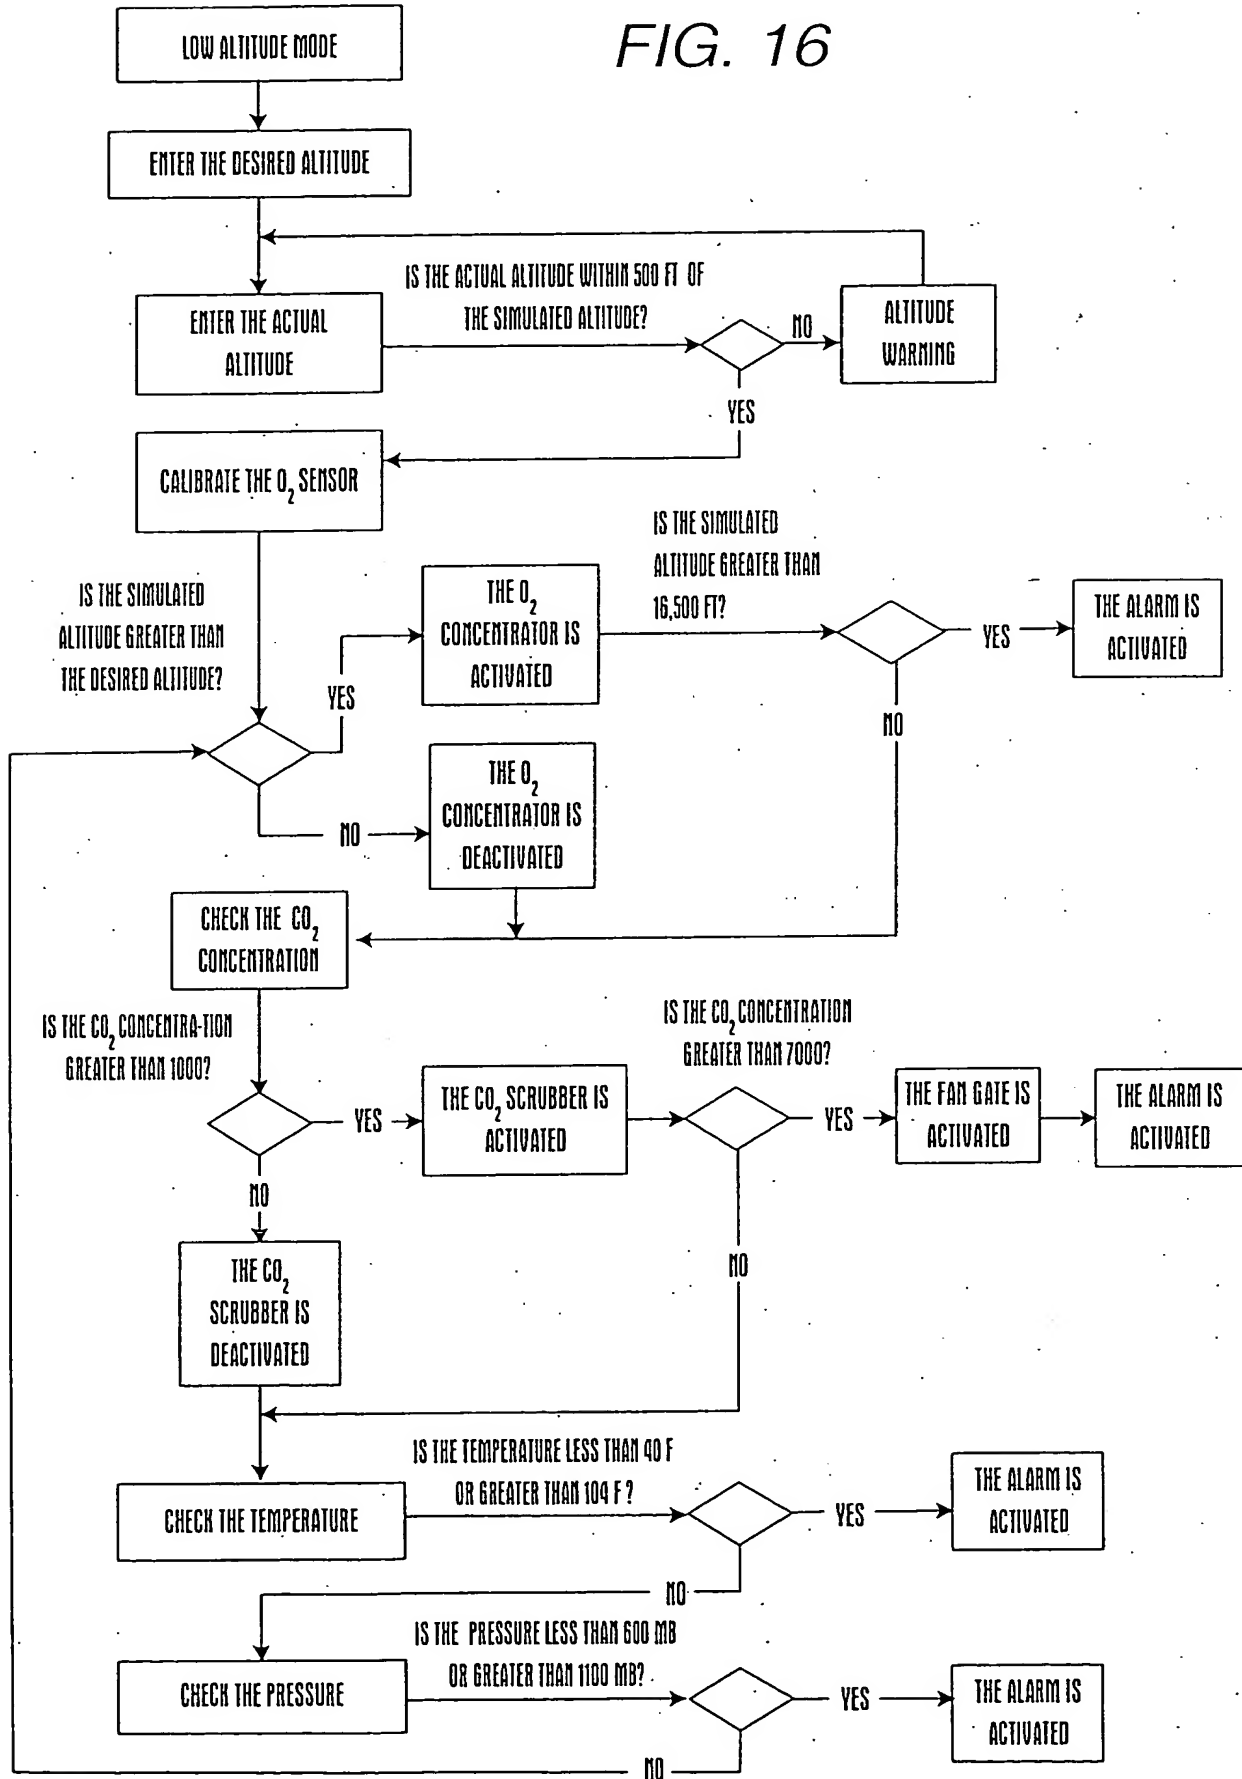 FIG. 16
LOW ALTITUDE MODE
ENTER THE DESIRED ALTITUDE
IS THE ACTUAL ALTITUDE WITHIN 500 FT OF
THE SIMULATED ALTITUDE?
ENTER THE ACTUAL
ALTITUDE
NO
ALTITUDE
WARNING
YES
CALIBRATE THE O2 SENSOR
IS THE SIMULATED
ALTITUDE GREATER THAN
THE DESIRED ALTITUDE?
YES
THE O2
CONCENTRATOR IS
ACTIVATED
IS THE SIMULATED
ALTITUDE GREATER THAN
16,500 FT?
YES
THE ALARM IS
ACTIVATED
NO
NO
THE O2
CONCENTRATOR IS
DEACTIVATED
CHECK THE CO2
CONCENTRATION
IS THE CO2 CONCENTRA-TION
GREATER THAN 1000?
YES
THE CO2 SCRUBBER IS
ACTIVATED
IS THE CO2 CONCENTRATION
GREATER THAN 7000?
YES
THE FAN GATE IS
ACTIVATED
THE ALARM IS
ACTIVATED
NO
NO
THE CO2
SCRUBBER IS
DEACTIVATED
CHECK THE TEMPERATURE
IS THE TEMPERATURE LESS THAN 40 F
OR GREATER THAN 104 F ?
YES
THE ALARM IS
ACTIVATED
NO
CHECK THE PRESSURE
IS THE PRESSURE LESS THAN 600 MB
OR GREATER THAN 1100 MB?
YES
THE ALARM IS
ACTIVATED
NO